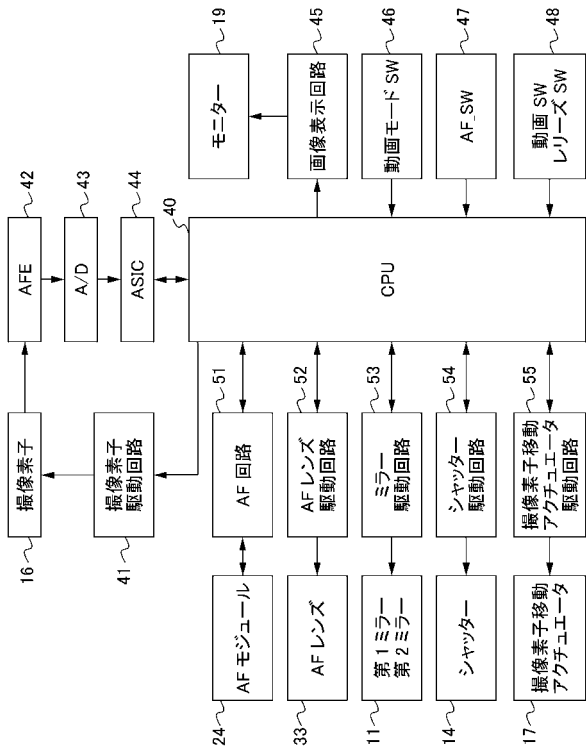 撮像素子
16
撮像素子
駆動回路
41
AFE
42
A/D
43
ASIC
44
モニター
19
AFモジュール
24
AF回路
51
CPU
40
画像表示回路
45
AFレンズ
33
AFレンズ
駆動回路
52
動画モードSW
46
第1ミラー
第2ミラー
11
ミラー
駆動回路
53
AF_SW
47
シャッター
14
シャッター
駆動回路
54
動画SW
レリーズSW
48
撮像素子移動
アクチュエータ
17
撮像素子移動
アクチュエータ
駆動回路
55